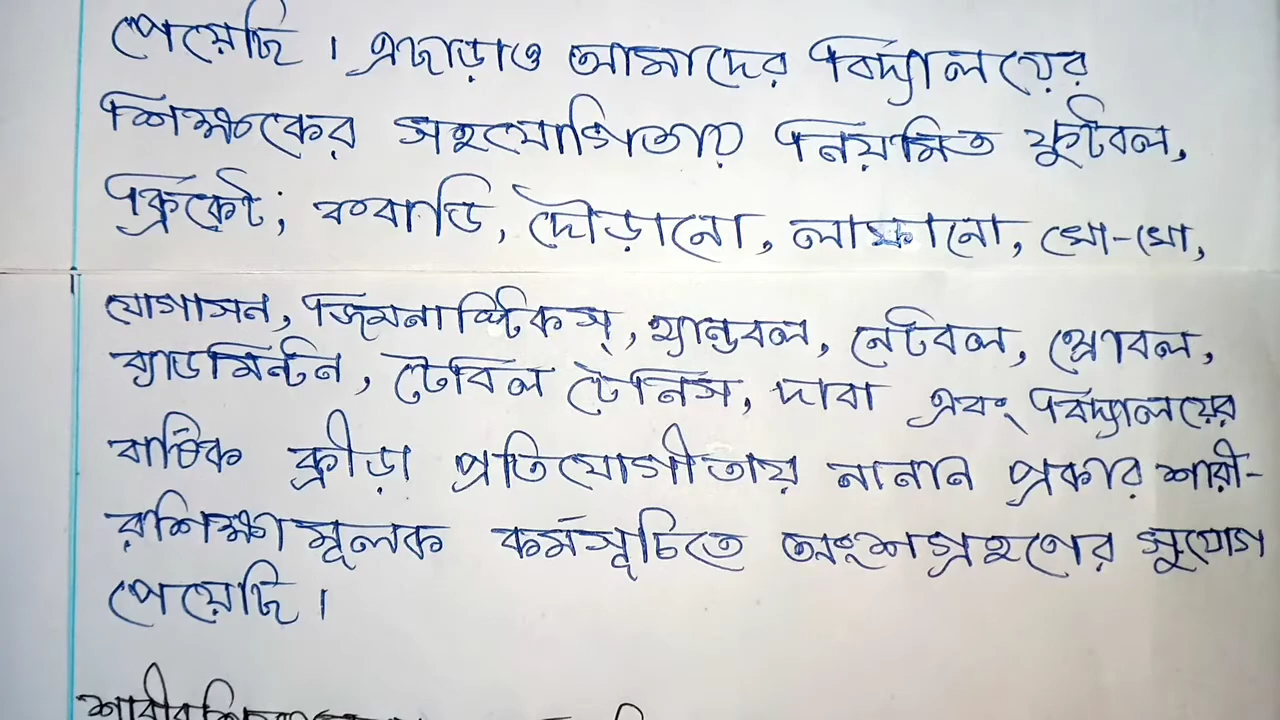 পেয়েছি। এছাড়াও আমাদের বিদ্যালয়ের
শিক্ষকের সহযোগিতায় নিয়মিত ফুটবল,
ক্রিকেট, কাবাডি, দৌড়ানো, লাফানো, খো-খো,
যোগাসন, জিমনাস্টিকস্, হ্যান্ডবল, নেটবল, থ্রোবল,
ব্যাডমিন্টন, টেবিল টেনিস, দাবা এবং বিদ্যালয়ের
বার্ষিক ক্রীড়া প্রতিযোগীতায় নানান প্রকার শারী-
রশিক্ষামূলক কর্মসূচিতে অংশগ্রহণের সুযোগ
পেয়েছি।